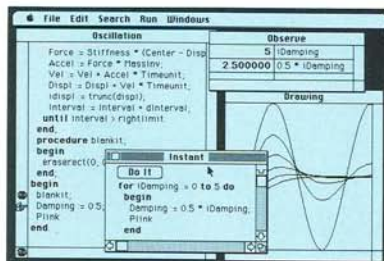 File Edit Search Run Windows
Oscillation
Force := Stiffness * (Center - Disp
Accel := Force * MassInv;
Vel := Vel + Accel * Timeunit;
Displ := Displ + Vel * Timeunit;
idispl := trunc(displ);
Interval := Interval + dInterval;
until interval > rightlimit;
end;
procedure blankit;
begin
eraserect(0,
end;
begin
blankit;
Damping := 0.5;
Plink
end
Observe
5 iDamping
2.500000 0.5 * iDamping
Drawing
Instant
Do It
for iDamping := 0 to 5 do
begin
Damping := 0.5 * iDamping;
Plink
end